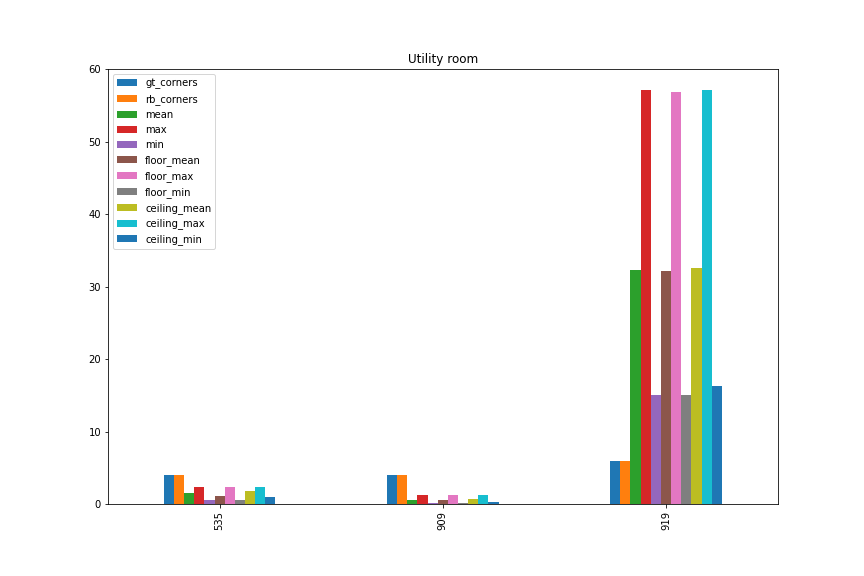 Utility room
60
50
40
30
20
10
0
gt_corners
rb_corners
mean
max
min
floor_mean
floor_max
floor_min
ceiling_mean
ceiling_max
ceiling_min
535
909
919